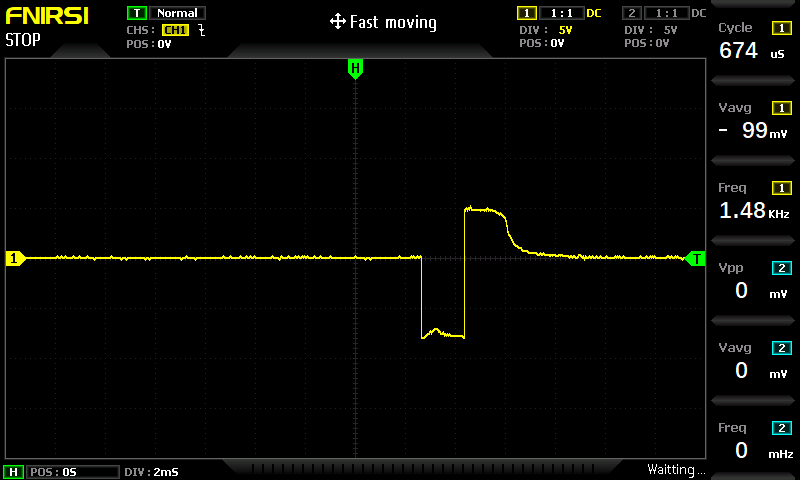 FNIRSI
STOP
T Normal
CHS: CH1
POS: 0V
Fast moving
1 1:1 DC
DIV: 5V
POS: 0V
2 1:1 DC
DIV: 5V
POS: 0V
H
1
T
Cycle 1
674 uS
Vavg 1
- 99 mV
Freq 1
1.48 KHz
Vpp 2
0 mV
Vavg 2
0 mV
Freq 2
0 mHz
H POS: 0S DIV: 2mS
Waitting...